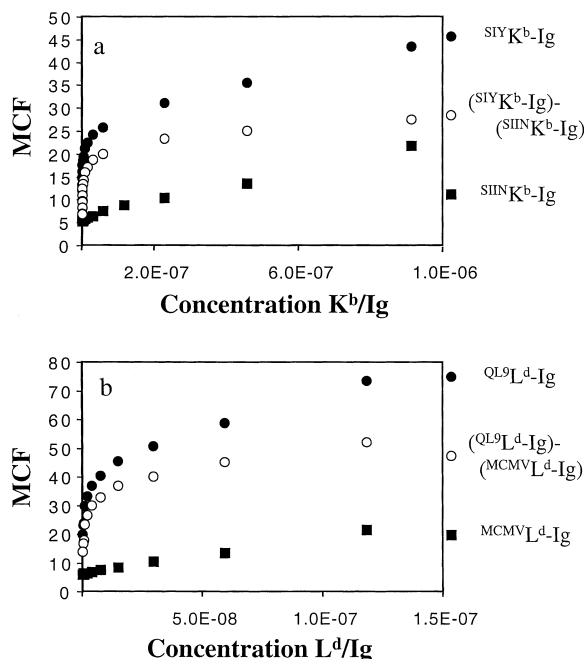 a
MCF
50
45
40
35
30
25
20
15
10
5
0
2.0E-07
6.0E-07
1.0E-06
Concentration Kᵇ/Ig
SIYKᵇ-Ig
(SIYKᵇ-Ig)-
(SIINKᵇ-Ig)
SIINKᵇ-Ig
b
MCF
80
70
60
50
40
30
20
10
0
5.0E-08
1.0E-07
1.5E-07
Concentration Lᵈ/Ig
QL9Lᵈ-Ig
(QL9Lᵈ-Ig)-
(MCMVLᵈ-Ig)
MCMVLᵈ-Ig